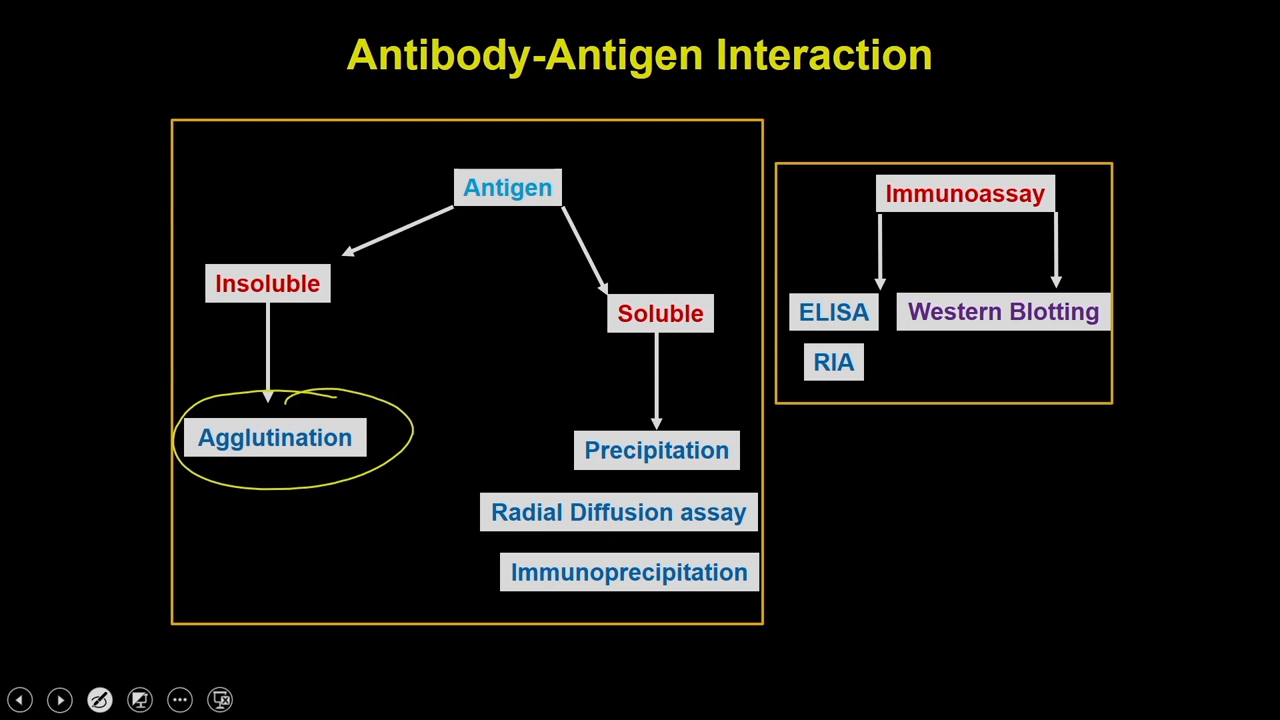 Antibody-Antigen Interaction
Antigen
Insoluble
Soluble
Agglutination
Precipitation
Radial Diffusion assay
Immunoprecipitation
Immunoassay
ELISA
Western Blotting
RIA